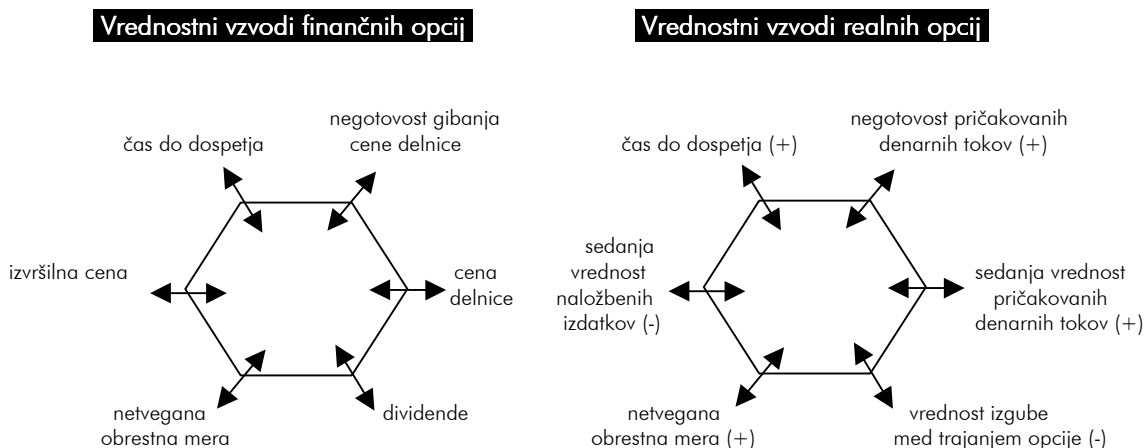 Vrednostni vzvodi finančnih opcij
čas do dospetja
negotovost gibanja
cene delnice
izvršilna cena
cena
delnice
netvegana
obrestna mera
dividende
Vrednostni vzvodi realnih opcij
čas do dospetja (+)
negotovost pričakovanih
denarnih tokov (+)
sedanja
vrednost
naložbenih
izdatkov (-)
sedanja vrednost
pričakovanih
denarnih tokov (+)
netvegana
obrestna mera (+)
vrednost izgube
med trajanjem opcije (-)